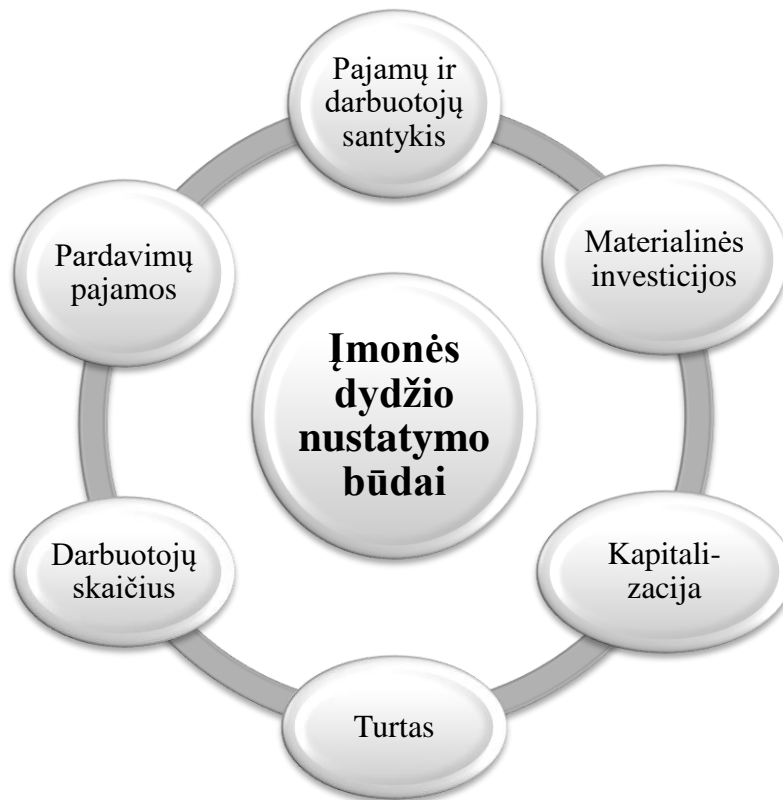 Pajamų ir
darbuotojų
santykis
Materialinės
investicijos
Kapitali-
zacija
Turtas
Darbuotojų
skaičius
Pardavimų
pajamos
Įmonės
dydžio
nustatymo
būdai